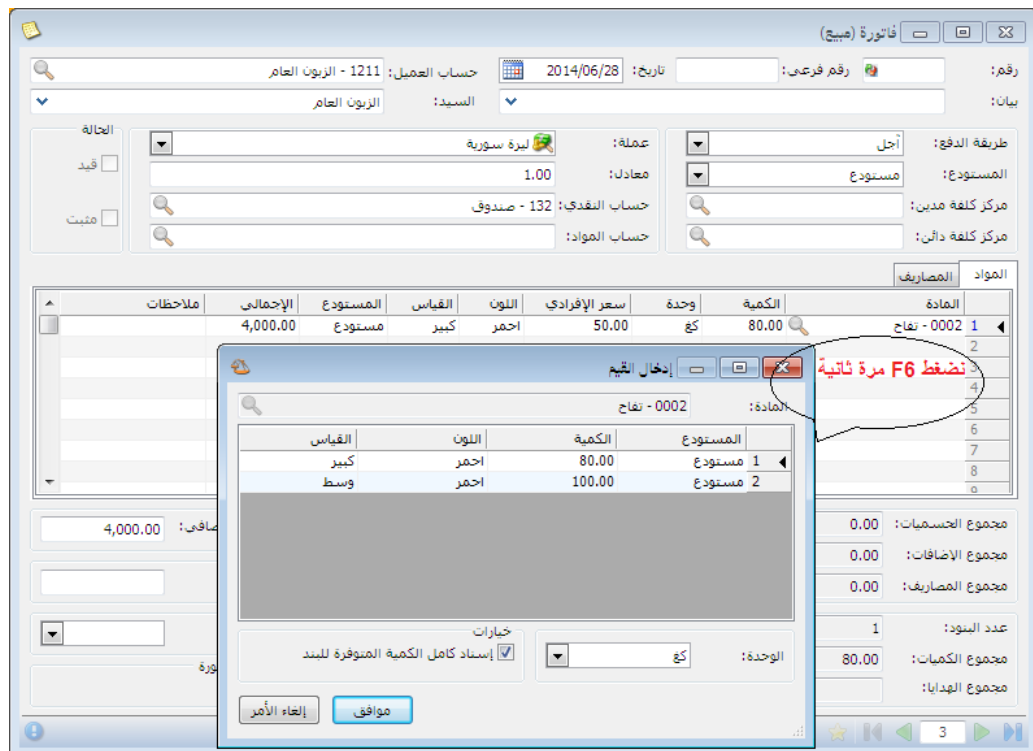 فاتورة (مبيع)
رقم: رقم فرعي: تاريخ: 2014/06/28 حساب العميل: 1211 - الزبون العام
بيان: السيد: الزبون العام
الحالة
طريقة الدفع: آجل عملة: ليرة سورية
قيد
المستودع: مستودع معادل: 1.00
مركز كلفة مدين: حساب النقدي: 132 - صندوق
مثبت
مركز كلفة دائن: حساب المواد:
المواد المصاريف
المادة الكمية وحدة سعر الإفرادي اللون القياس المستودع الإجمالي ملاحظات
1 0002 - تفاح 80.00 كغ 50.00 احمر كبير مستودع 4,000.00
2
3
4
5
6
7
8
نضغط F6 مرة ثانية
إدخال القيم
المادة: 0002 - تفاح
المستودع الكمية اللون القياس
1 مستودع 80.00 احمر كبير
2 مستودع 100.00 احمر وسط
خيارات
الوحدة: كغ إسناد كامل الكمية المتوفرة للبند
موافق إلغاء الأمر
مجموع الحسميات: 0.00 4,000.00
مجموع الإضافات: 0.00
مجموع المصاريف: 0.00
عدد البنود: 1
مجموع الكميات: 80.00
مجموع الهدايا:
3